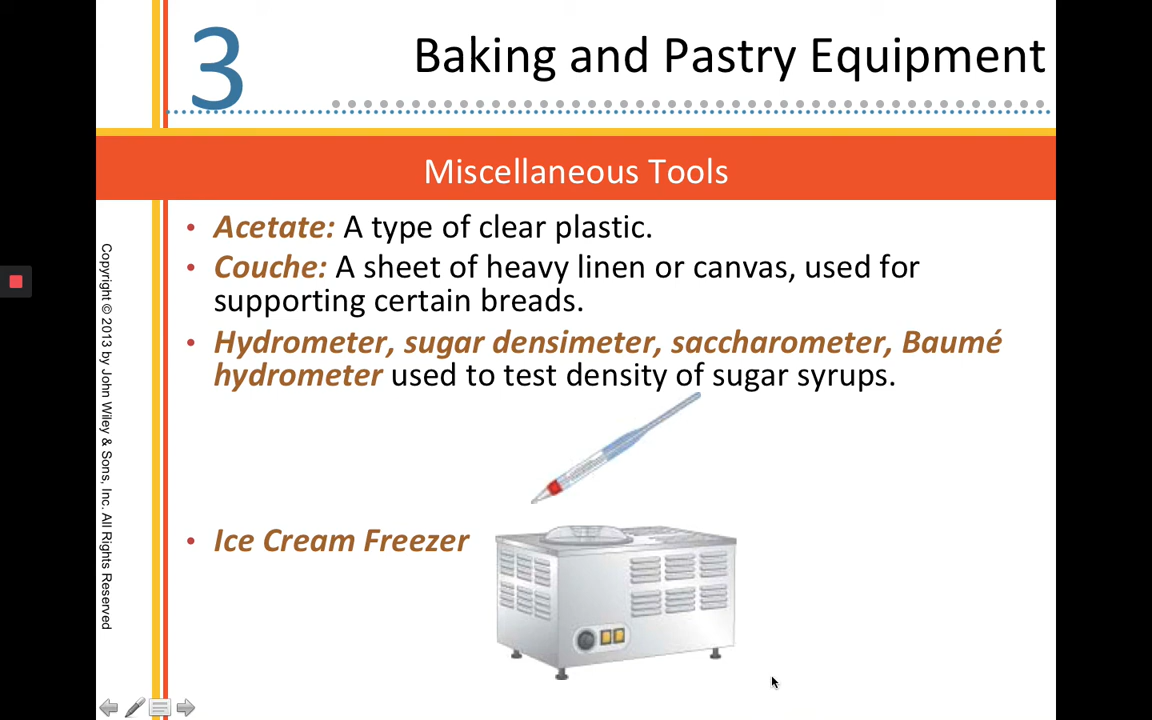 3
Baking and Pastry Equipment
Miscellaneous Tools
• Acetate: A type of clear plastic.
• Couche: A sheet of heavy linen or canvas, used for
supporting certain breads.
• Hydrometer, sugar densimeter, saccharometer, Baumé
hydrometer used to test density of sugar syrups.
• Ice Cream Freezer
Copyright © 2013 by John Wiley & Sons, Inc. All Rights Reserved